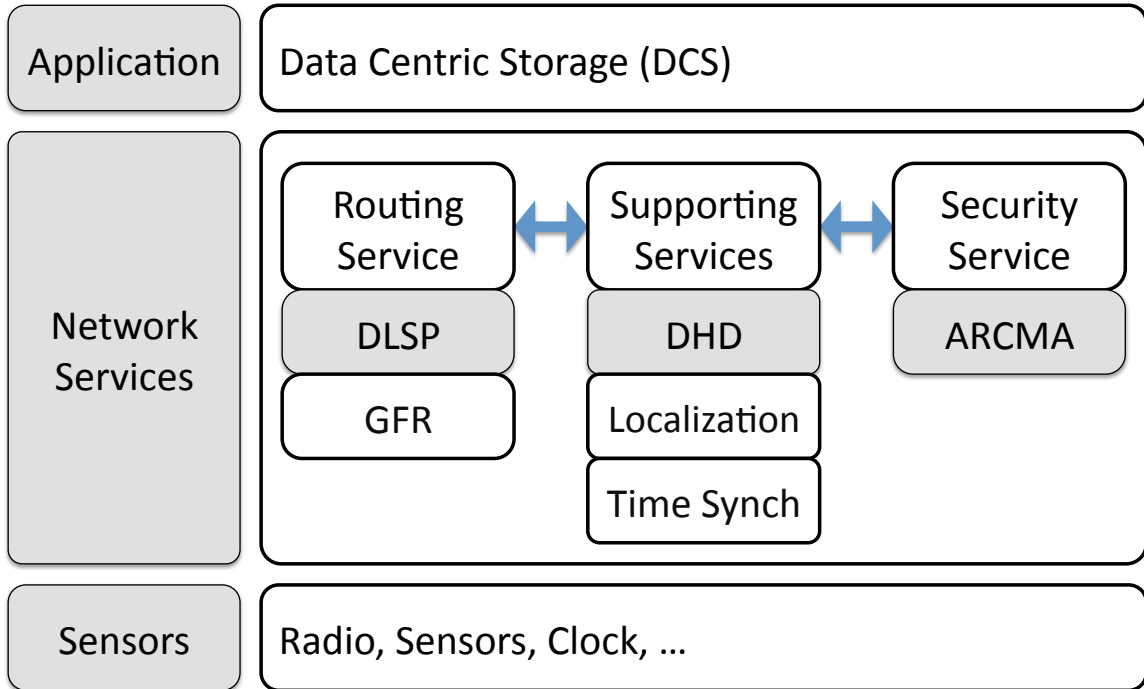 Application
Data Centric Storage (DCS)
Network
Services
Routing
Service
DLSP
GFR
Supporting
Services
DHD
Localization
Time Synch
Security
Service
ARCMA
Sensors
Radio, Sensors, Clock, ...